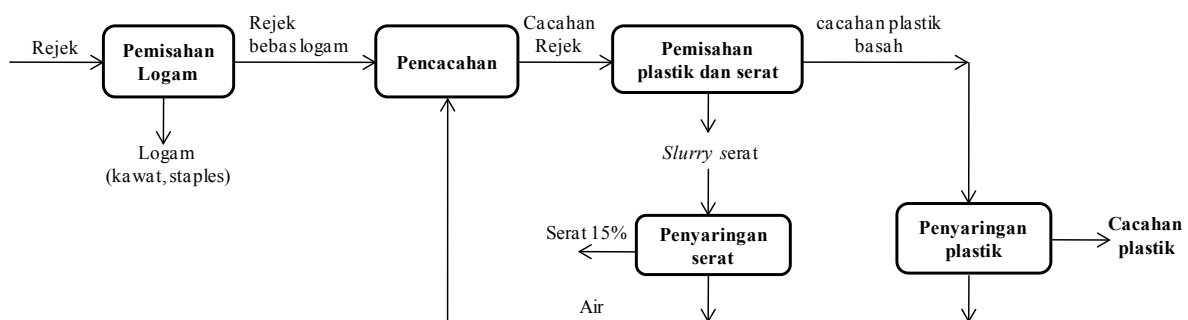 Rejek
Pemisahan
Logam
Rejek
bebas logam
Pencacahan
Cacahan
Rejek
Pemisahan
plastik dan serat
cacahan plastik
basah
Logam
(kawat, staples)
Slurry serat
Serat 15%
Penyaringan
serat
Penyaringan
plastik
Cacahan
plastik
Air